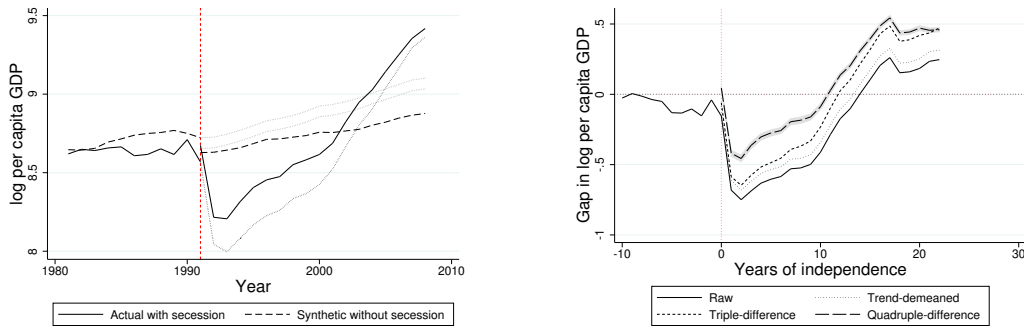 log per capita GDP
9.5
9
8.5
8
1980
1990
2000
2010
Year
Actual with secession
Synthetic without secession
Gap in log per capita GDP
.5
0
-.5
-1
-10
0
10
20
30
Years of independence
Raw
Trend-demeaned
Triple-difference
Quadruple-difference